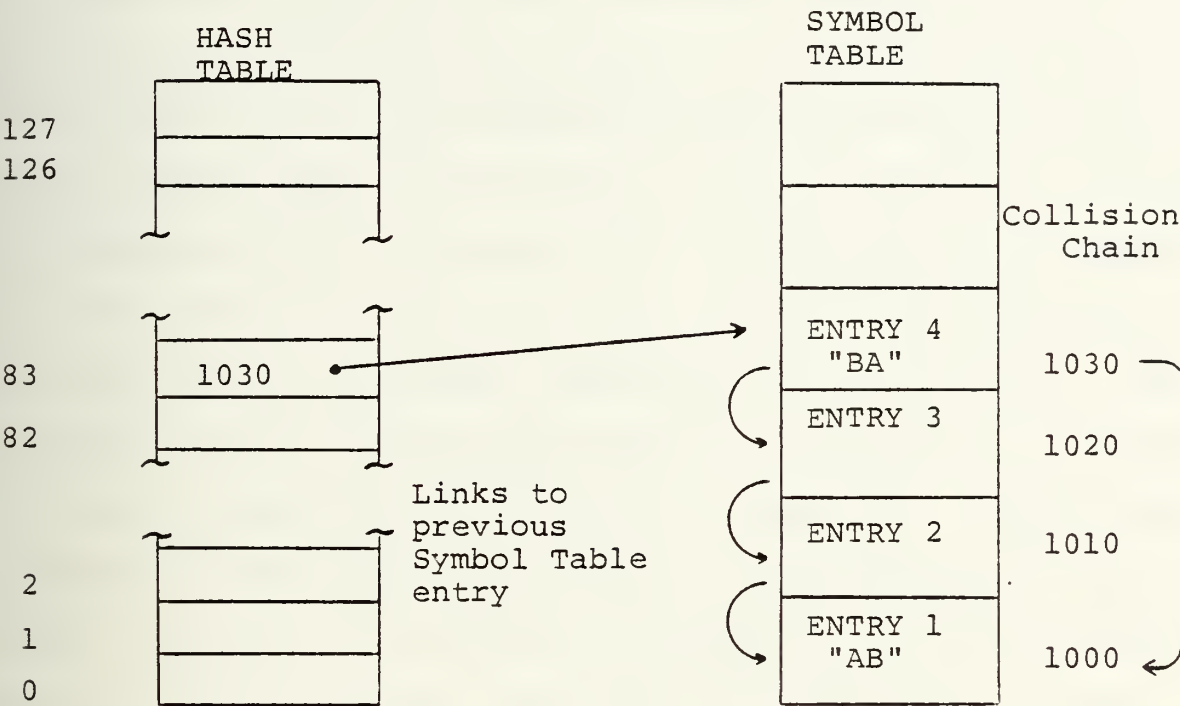 HASH
TABLE
127
126
83
1030
82
2
1
0
Links to
previous
Symbol Table
entry
SYMBOL
TABLE
Collision
Chain
ENTRY 4
"BA"
1030
ENTRY 3
1020
ENTRY 2
1010
ENTRY 1
"AB"
1000